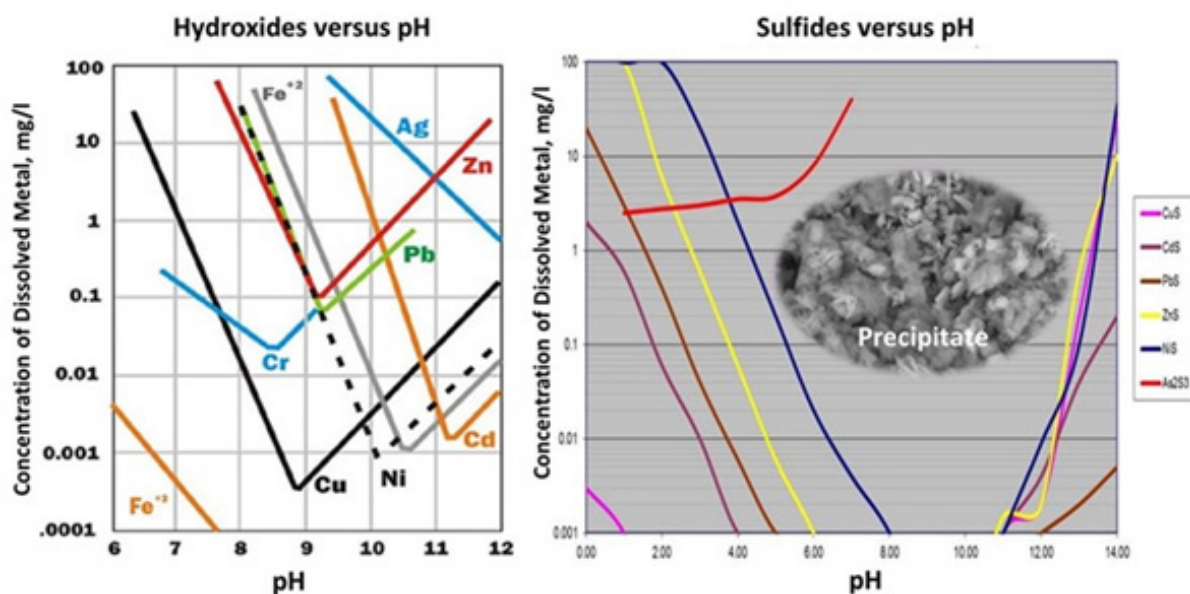 Hydroxides versus pH
Concentration of Dissolved Metal, mg/l
100
10
1
0.1
0.01
0.001
.0001
Fe+2
Ag
Zn
Pb
Cr
Cd
Cu
Ni
Fe+3
6 7 8 9 10 11 12
pH
Sulfides versus pH
Concentration of Dissolved Metal, mg/l
100
10
1
0.1
0.01
0.001
Precipitate
0.00 2.00 4.00 6.00 8.00 10.00 12.00 14.00
pH
CuS
CdS
PbS
ZnS
NiS
As2S3